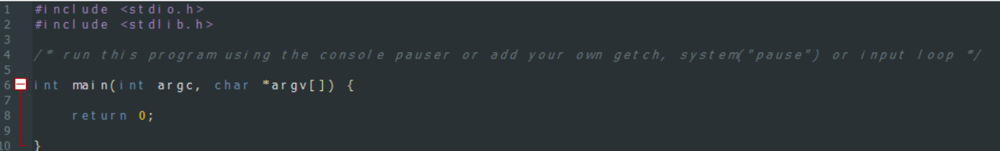 1 #include <stdio.h>
2 #include <stdlib.h>
3
4 /* run this program using the console pauser or add your own getch, system("pause") or input loop */
5
6 int main(int argc, char *argv[]) {
7
8 return 0;
9
10 }